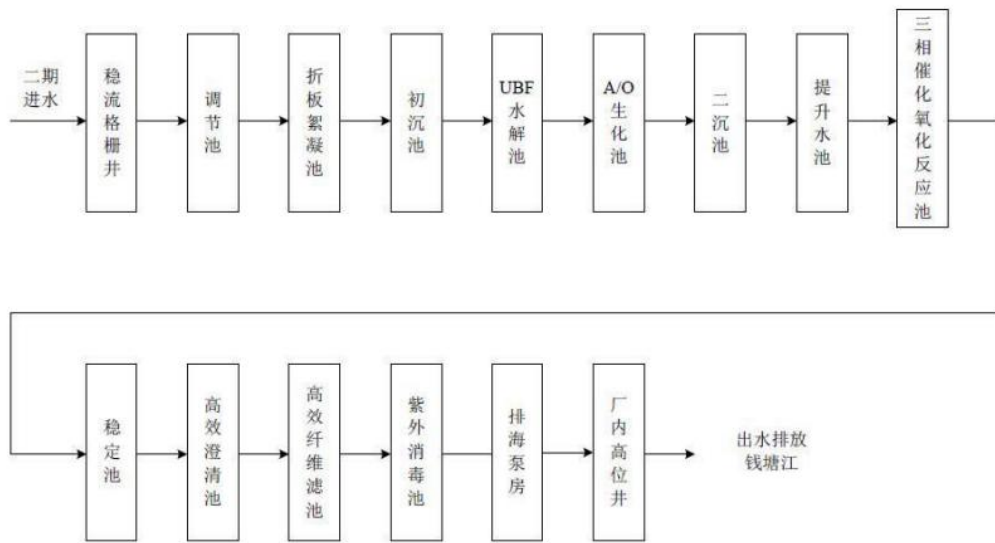 二期
进水
稳流格栅井
调节池
折板絮凝池
初沉池
UBF
水解池
A/O
生化池
二沉池
提升水池
三相催化氧化反应池
稳定池
高效澄清池
高效纤维滤池
紫外消毒池
排海泵房
厂内高位井
出水排放
钱塘江